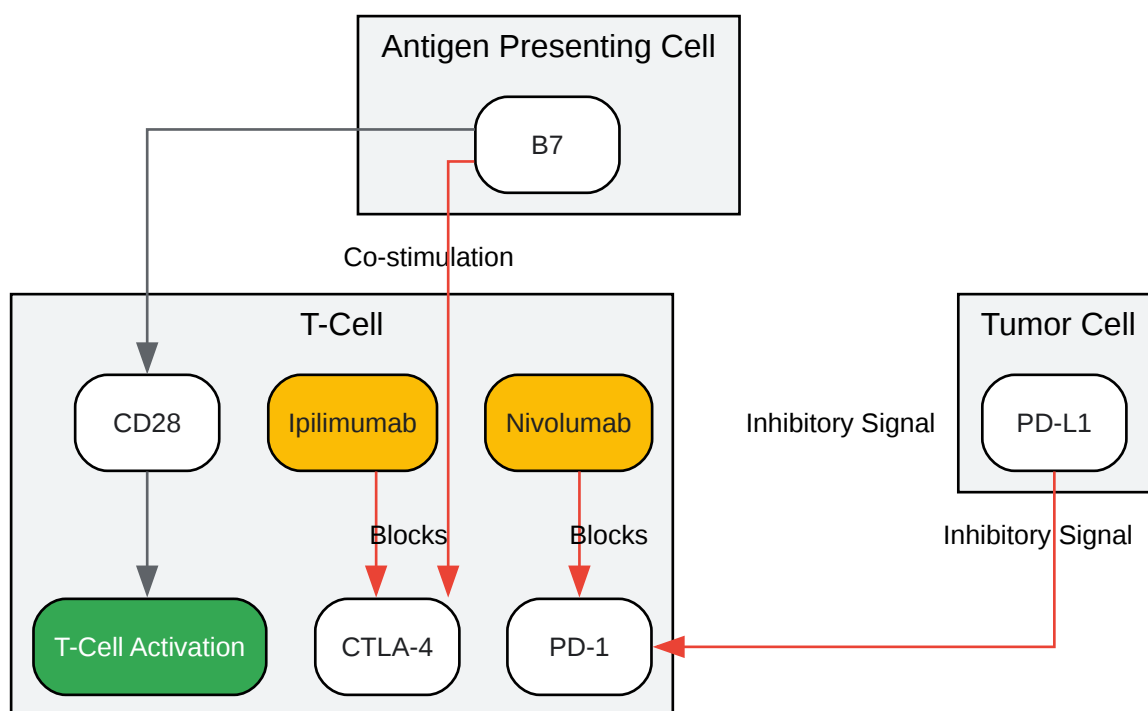 Antigen Presenting Cell
B7
Co-stimulation
T-Cell
Tumor Cell
CD28
Ipilimumab
Nivolumab
Inhibitory Signal
PD-L1
Blocks
Blocks
Inhibitory Signal
T-Cell Activation
CTLA-4
PD-1